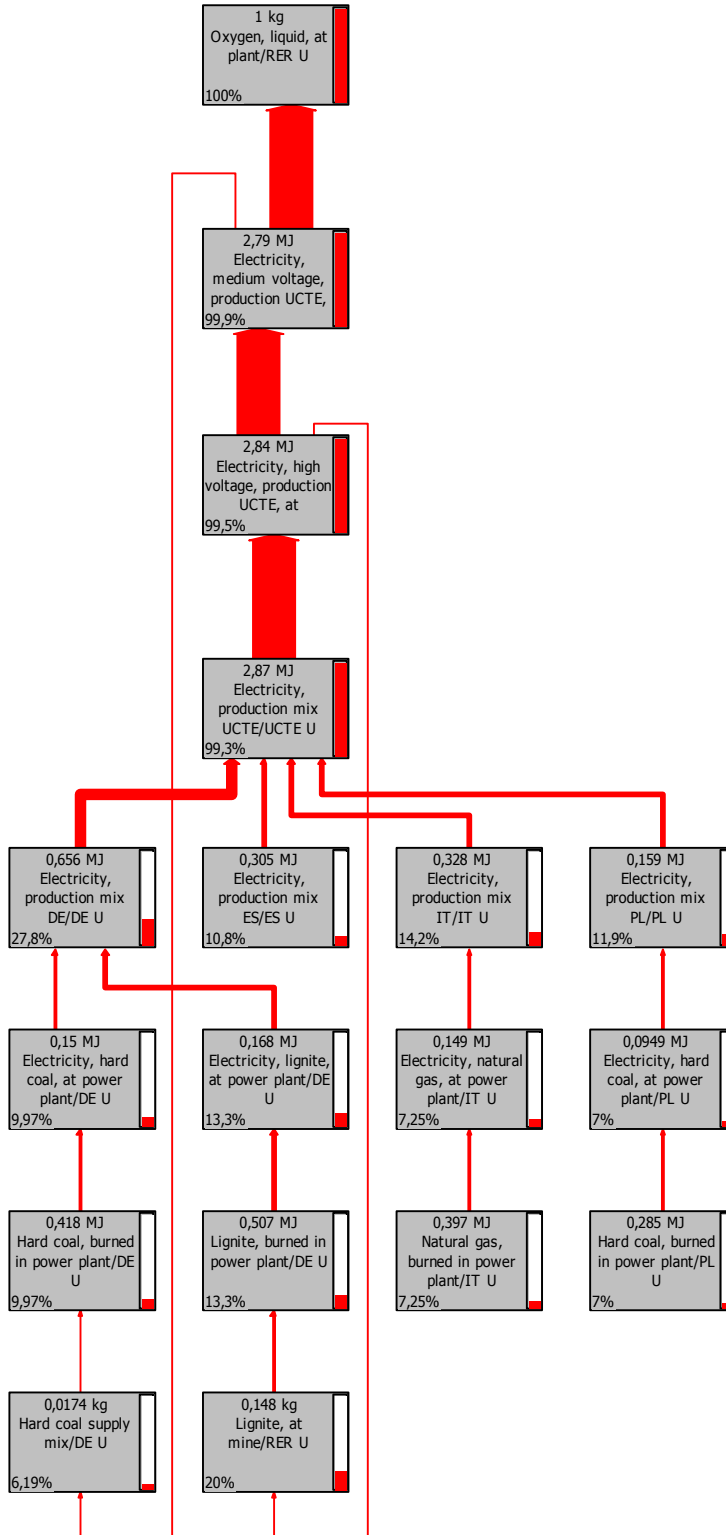 1 kg
Oxygen, liquid, at
plant/RER U
100%
2,79 MJ
Electricity,
medium voltage,
production UCTE,
99,9%
2,84 MJ
Electricity, high
voltage, production
UCTE, at
99,5%
2,87 MJ
Electricity,
production mix
UCTE/UCTE U
99,3%
0,656 MJ
Electricity,
production mix
DE/DE U
27,8%
0,305 MJ
Electricity,
production mix
ES/ES U
10,8%
0,328 MJ
Electricity,
production mix
IT/IT U
14,2%
0,159 MJ
Electricity,
production mix
PL/PL U
11,9%
0,15 MJ
Electricity, hard
coal, at power
plant/DE U
9,97%
0,168 MJ
Electricity, lignite,
at power plant/DE
U
13,3%
0,149 MJ
Electricity, natural
gas, at power
plant/IT U
7,25%
0,0949 MJ
Electricity, hard
coal, at power
plant/PL U
7%
0,418 MJ
Hard coal, burned
in power plant/DE
U
9,97%
0,507 MJ
Lignite, burned in
power plant/DE U
13,3%
0,397 MJ
Natural gas,
burned in power
plant/IT U
7,25%
0,285 MJ
Hard coal, burned
in power plant/PL
U
7%
0,0174 kg
Hard coal supply
mix/DE U
6,19%
0,148 kg
Lignite, at
mine/RER U
20%